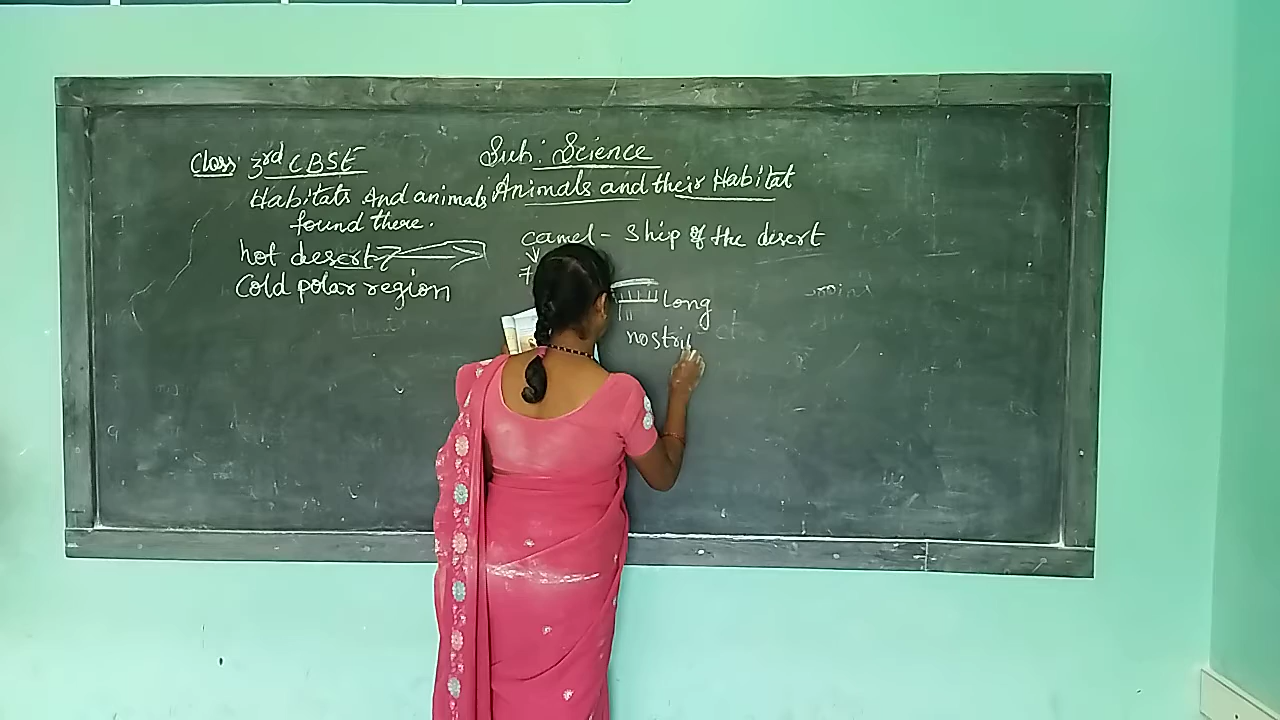 Class 3rd CBSE
Sub: Science
Habitats And animals
found there.
Animals and their Habitat
hot desert
Cold polar region
camel - Ship of the desert
7
long
nostril